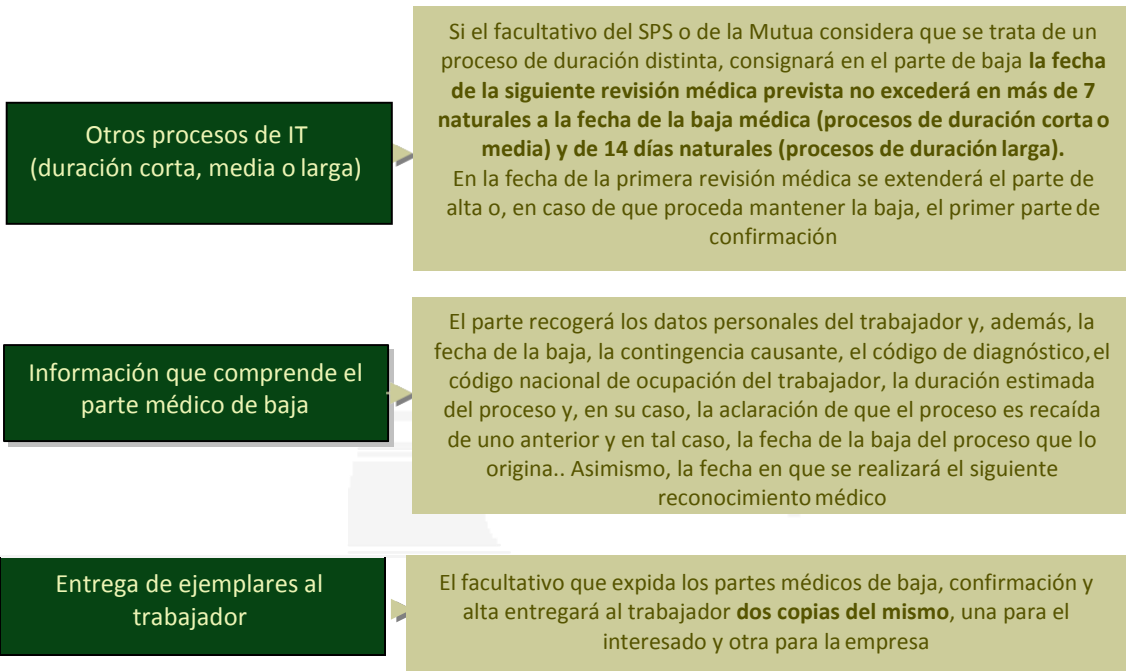 Otros procesos de IT
(duración corta, media o larga)
Si el facultativo del SPS o de la Mutua considera que se trata de un
proceso de duración distinta, consignará en el parte de baja la fecha
de la siguiente revisión médica prevista no excederá en más de 7
naturales a la fecha de la baja médica (procesos de duración corta o
media) y de 14 días naturales (procesos de duración larga).
En la fecha de la primera revisión médica se extenderá el parte de
alta o, en caso de que proceda mantener la baja, el primer parte de
confirmación
Información que comprende el
parte médico de baja
El parte recogerá los datos personales del trabajador y, además, la
fecha de la baja, la contingencia causante, el código de diagnóstico, el
código nacional de ocupación del trabajador, la duración estimada
del proceso y, en su caso, la aclaración de que el proceso es recaída
de uno anterior y en tal caso, la fecha de la baja del proceso que lo
origina.. Asimismo, la fecha en que se realizará el siguiente
reconocimiento médico
Entrega de ejemplares al
trabajador
El facultativo que expida los partes médicos de baja, confirmación y
alta entregará al trabajador dos copias del mismo, una para el
interesado y otra para la empresa